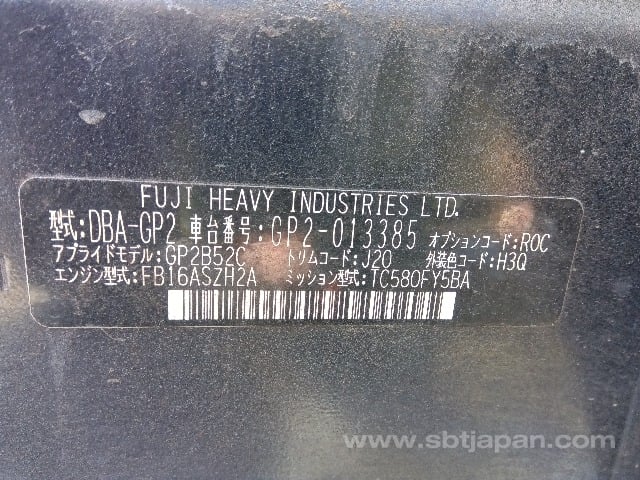 FUJI HEAVY INDUSTRIES LTD.
型式:DBA-GP2 車台番号:GP2-013385 オプションコード:ROC
アプライドモデル:GP2B52C トリムコード:J20 外装色コード:H3Q
エンジン型式:FB16ASZH2A ミッション型式:TC580FY5BA
www.sbtjapan.com